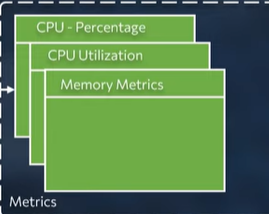 CPU - Percentage
CPU Utilization
Memory Metrics
Metrics